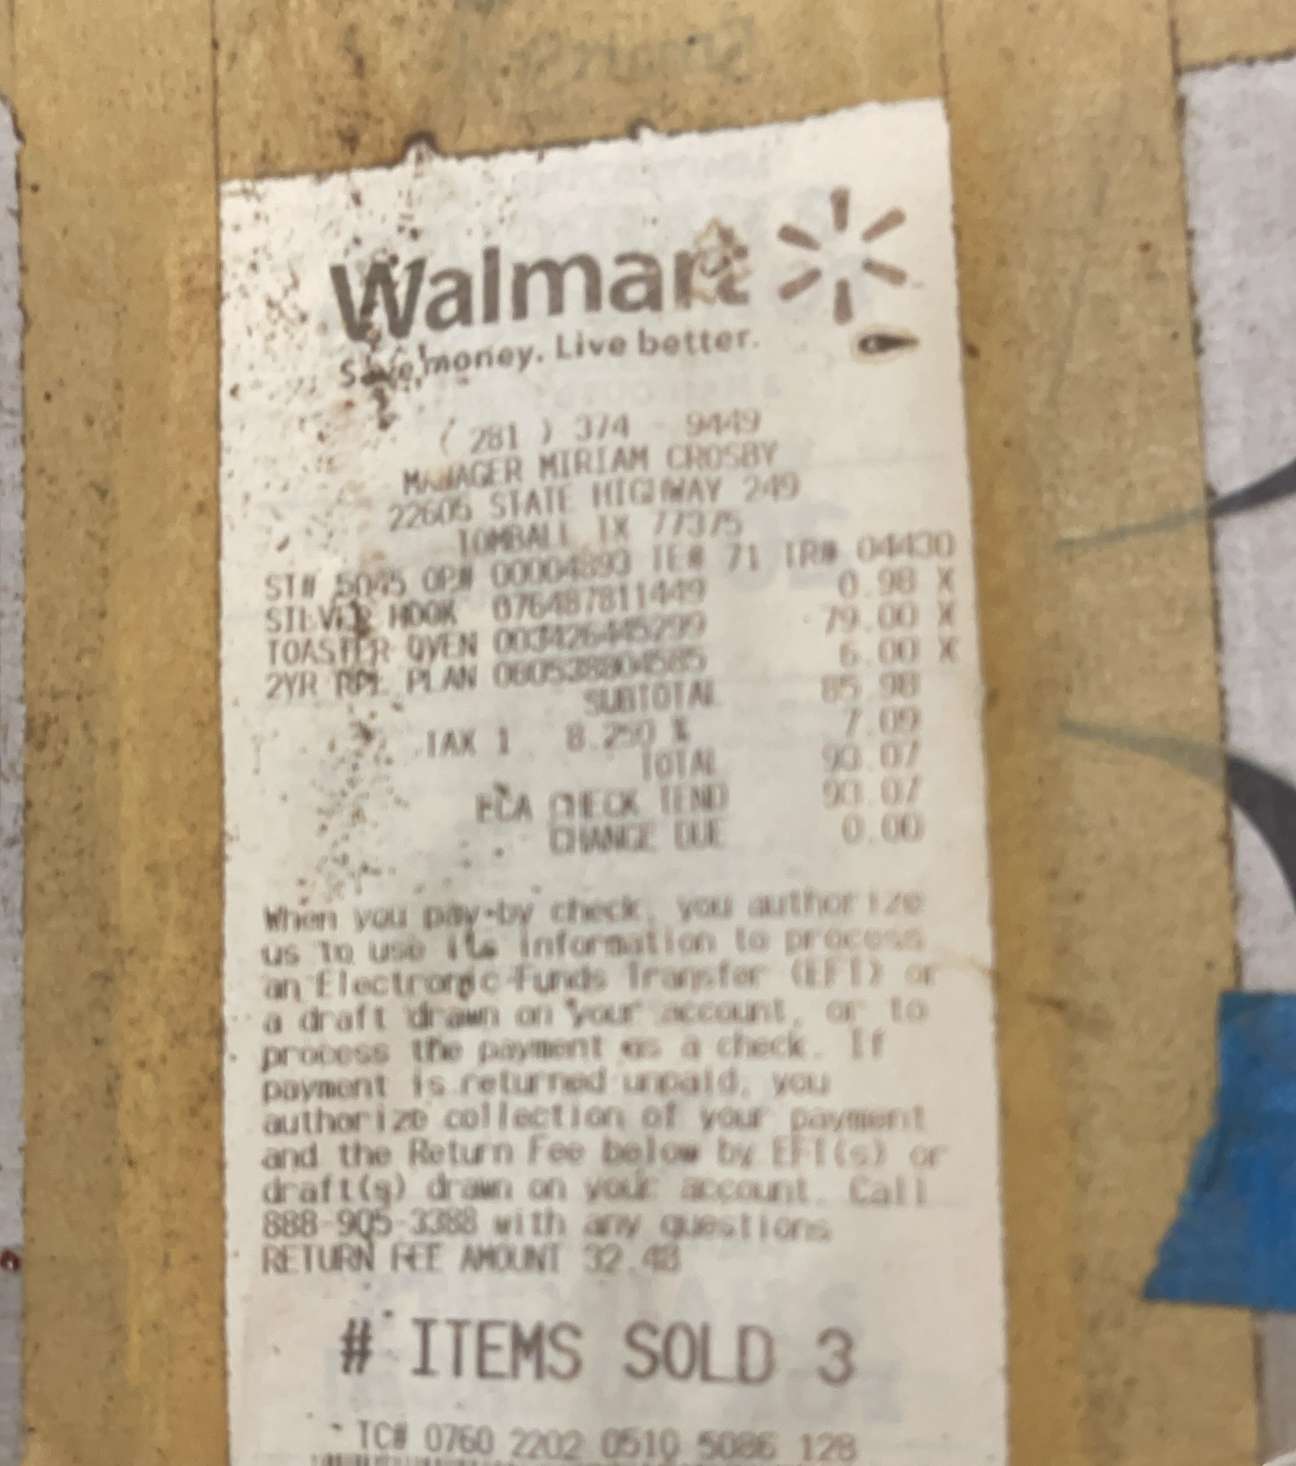 Walmart
Save money. Live better.
( 281 ) 374 - 9449
MANAGER MIRIAM CROSBY
22605 STATE HIGHWAY 249
TOMBALL TX 77375
ST# 5045 OP# 00004893 TE# 71 TR# 04430
SILVER HOOK 076487811449 0.98 X
TOASTER OVEN 003426445299 79.00 X
2YR RPL PLAN 060538804585 6.00 X
SUBTOTAL 85.98
TAX 1 8.250 % 7.09
TOTAL 93.07
ECA CHECK TEND 93.07
CHANGE DUE 0.00
When you pay-by check, you authorize
us to use its information to process
an Electronic Funds Transfer (EFT) or
a draft drawn on your account, or to
process the payment as a check. If
payment is returned unpaid, you
authorize collection of your payment
and the Return Fee below by EFT(s) or
draft(s) drawn on your account. Call
888-905-3388 with any questions
RETURN FEE AMOUNT 32.48
# ITEMS SOLD 3
TC# 0760 2202 0510 5086 128